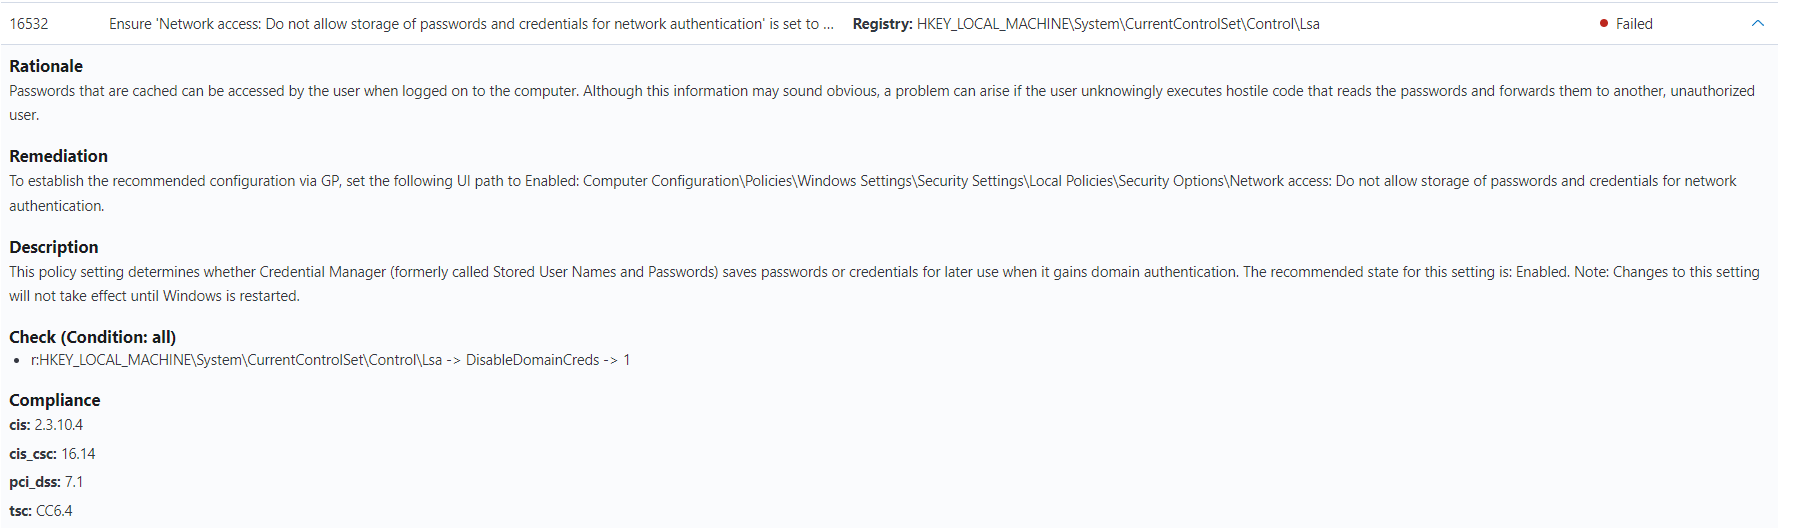 16532 Ensure 'Network access: Do not allow storage of passwords and credentials for network authentication' is set to ... Registry: HKEY_LOCAL_MACHINE\System\CurrentControlSet\Control\Lsa Failed
Rationale
Passwords that are cached can be accessed by the user when logged on to the computer. Although this information may sound obvious, a problem can arise if the user unknowingly executes hostile code that reads the passwords and forwards them to another, unauthorized
user.
Remediation
To establish the recommended configuration via GP, set the following UI path to Enabled: Computer Configuration\Policies\Windows Settings\Security Settings\Local Policies\Security Options\Network access: Do not allow storage of passwords and credentials for network
authentication.
Description
This policy setting determines whether Credential Manager (formerly called Stored User Names and Passwords) saves passwords or credentials for later use when it gains domain authentication. The recommended state for this setting is: Enabled. Note: Changes to this setting
will not take effect until Windows is restarted.
Check (Condition: all)
• r:HKEY_LOCAL_MACHINE\System\CurrentControlSet\Control\Lsa -> DisableDomainCreds -> 1
Compliance
cis: 2.3.10.4
cis_csc: 16.14
pci_dss: 7.1
tsc: CC6.4